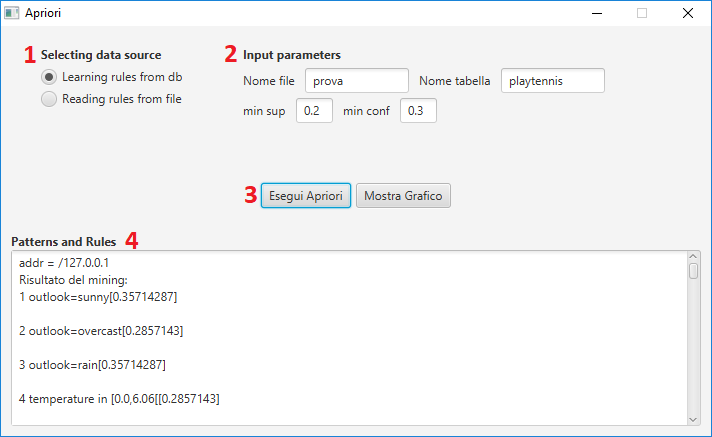 Apriori
1 Selecting data source
2 Input parameters
Learning rules from db
Nome file prova Nome tabella playtennis
Reading rules from file
min sup 0.2 min conf 0.3
3 Esegui Apriori Mostra Grafico
Patterns and Rules 4
addr = /127.0.0.1
Risultato del mining:
1 outlook=sunny[0.35714287]
2 outlook=overcast[0.2857143]
3 outlook=rain[0.35714287]
4 temperature in [0.0,6.06[[0.2857143]